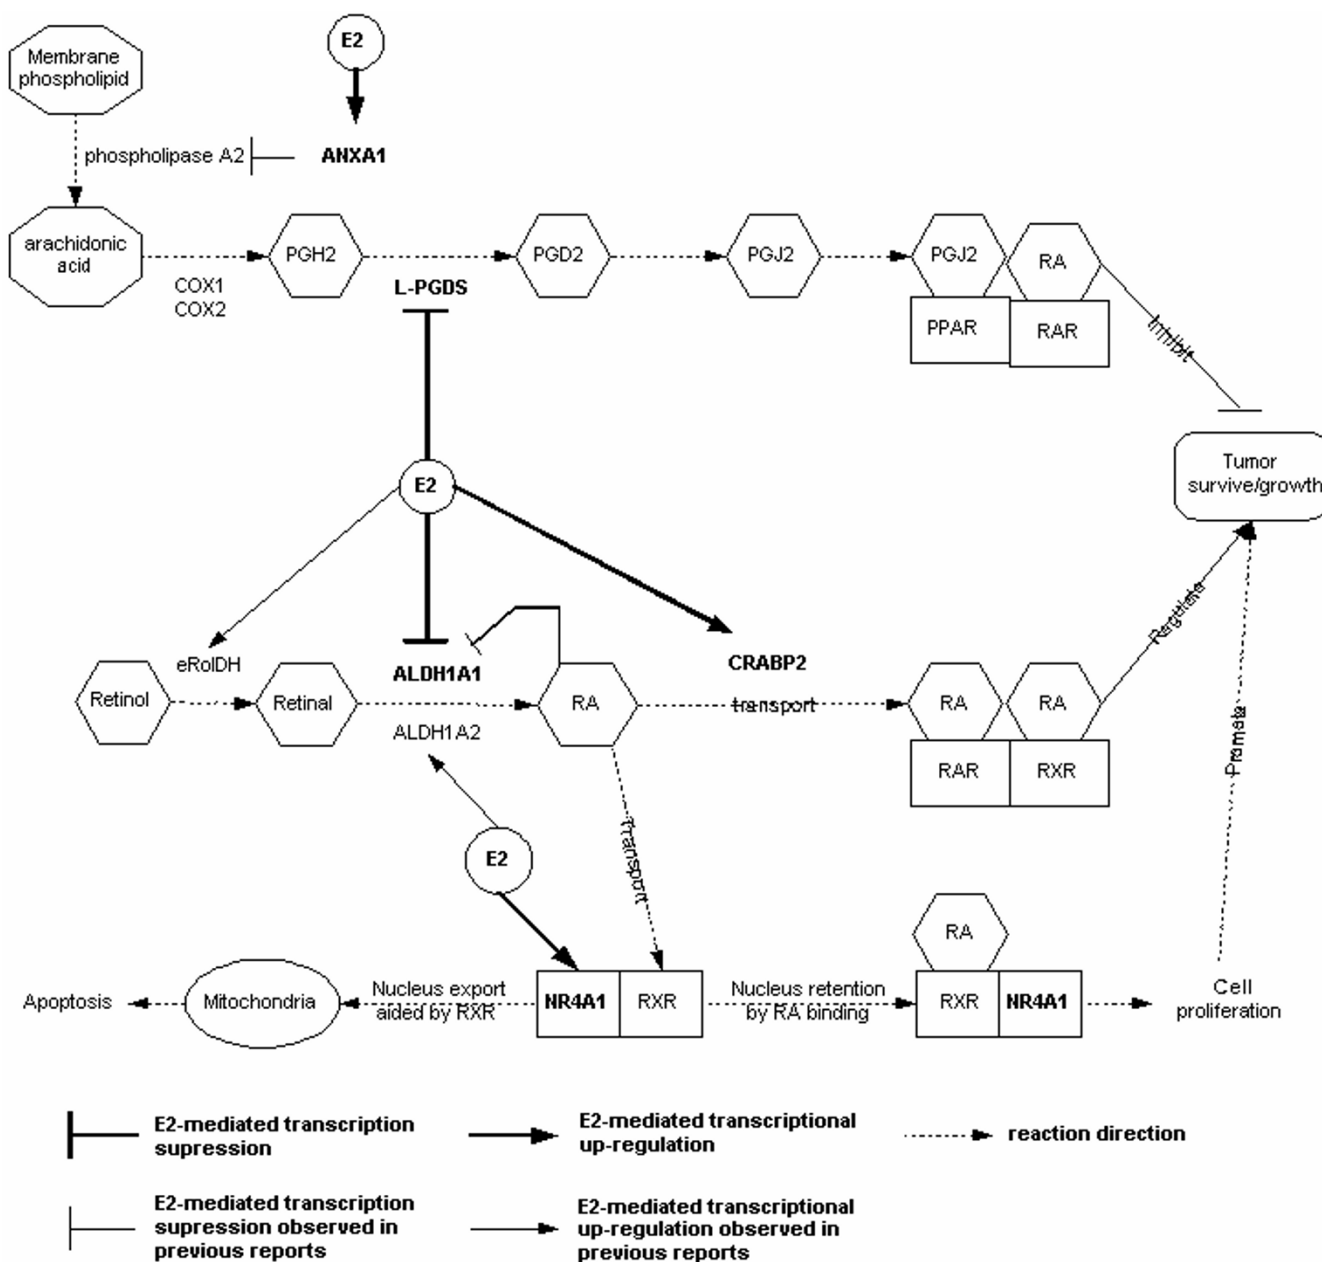 E2
Membrane
phospholipid
phospholipase A2
ANXA1
arachidonic
acid
PGH2
PGD2
PGJ2
PGJ2
RA
COX1
COX2
L-PGDS
PPAR
RAR
Inhibit
Tumor
survive/growth
E2
eRolDH
ALDH1A1
CRABP2
Regulate
Retinol
Retinal
RA
transport
RA
RA
ALDH1A2
RAR
RXR
Promote
E2
Transport
RA
Apoptosis
Mitochondria
Nucleus export
aided by RXR
NR4A1
RXR
Nucleus retention
by RA binding
RXR
NR4A1
Cell
proliferation
E2-mediated transcription
supression
E2-mediated transcriptional
up-regulation
reaction direction
E2-mediated transcription
supression observed in
previous reports
E2-mediated transcriptional
up-regulation observed in
previous reports